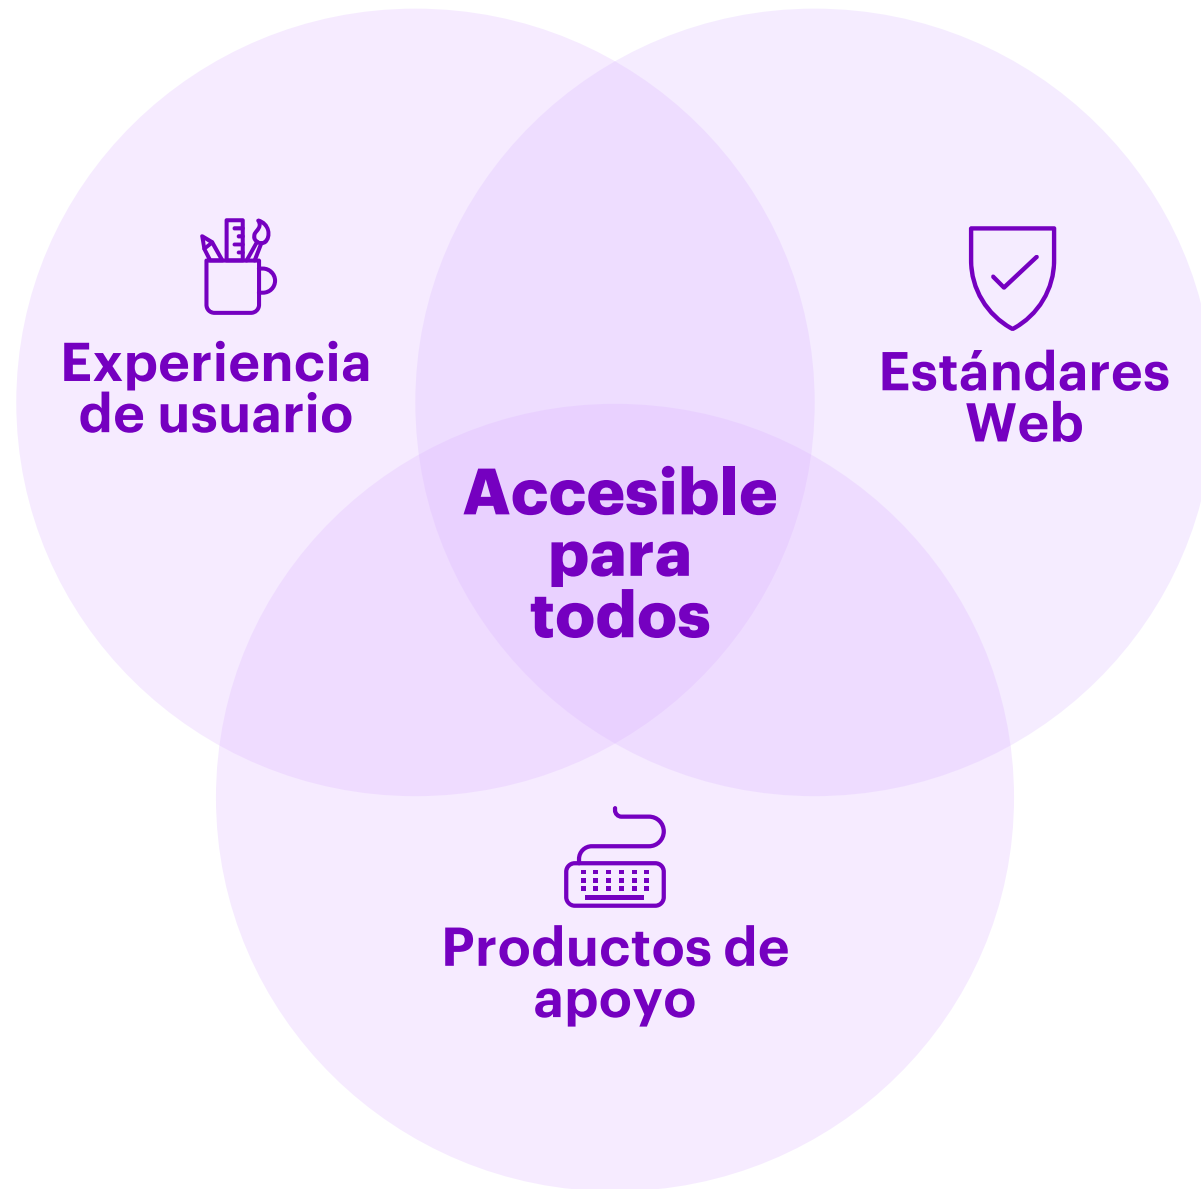 Experiencia
de usuario
Estándares
Web
Accesible
para
todos
Productos de
apoyo